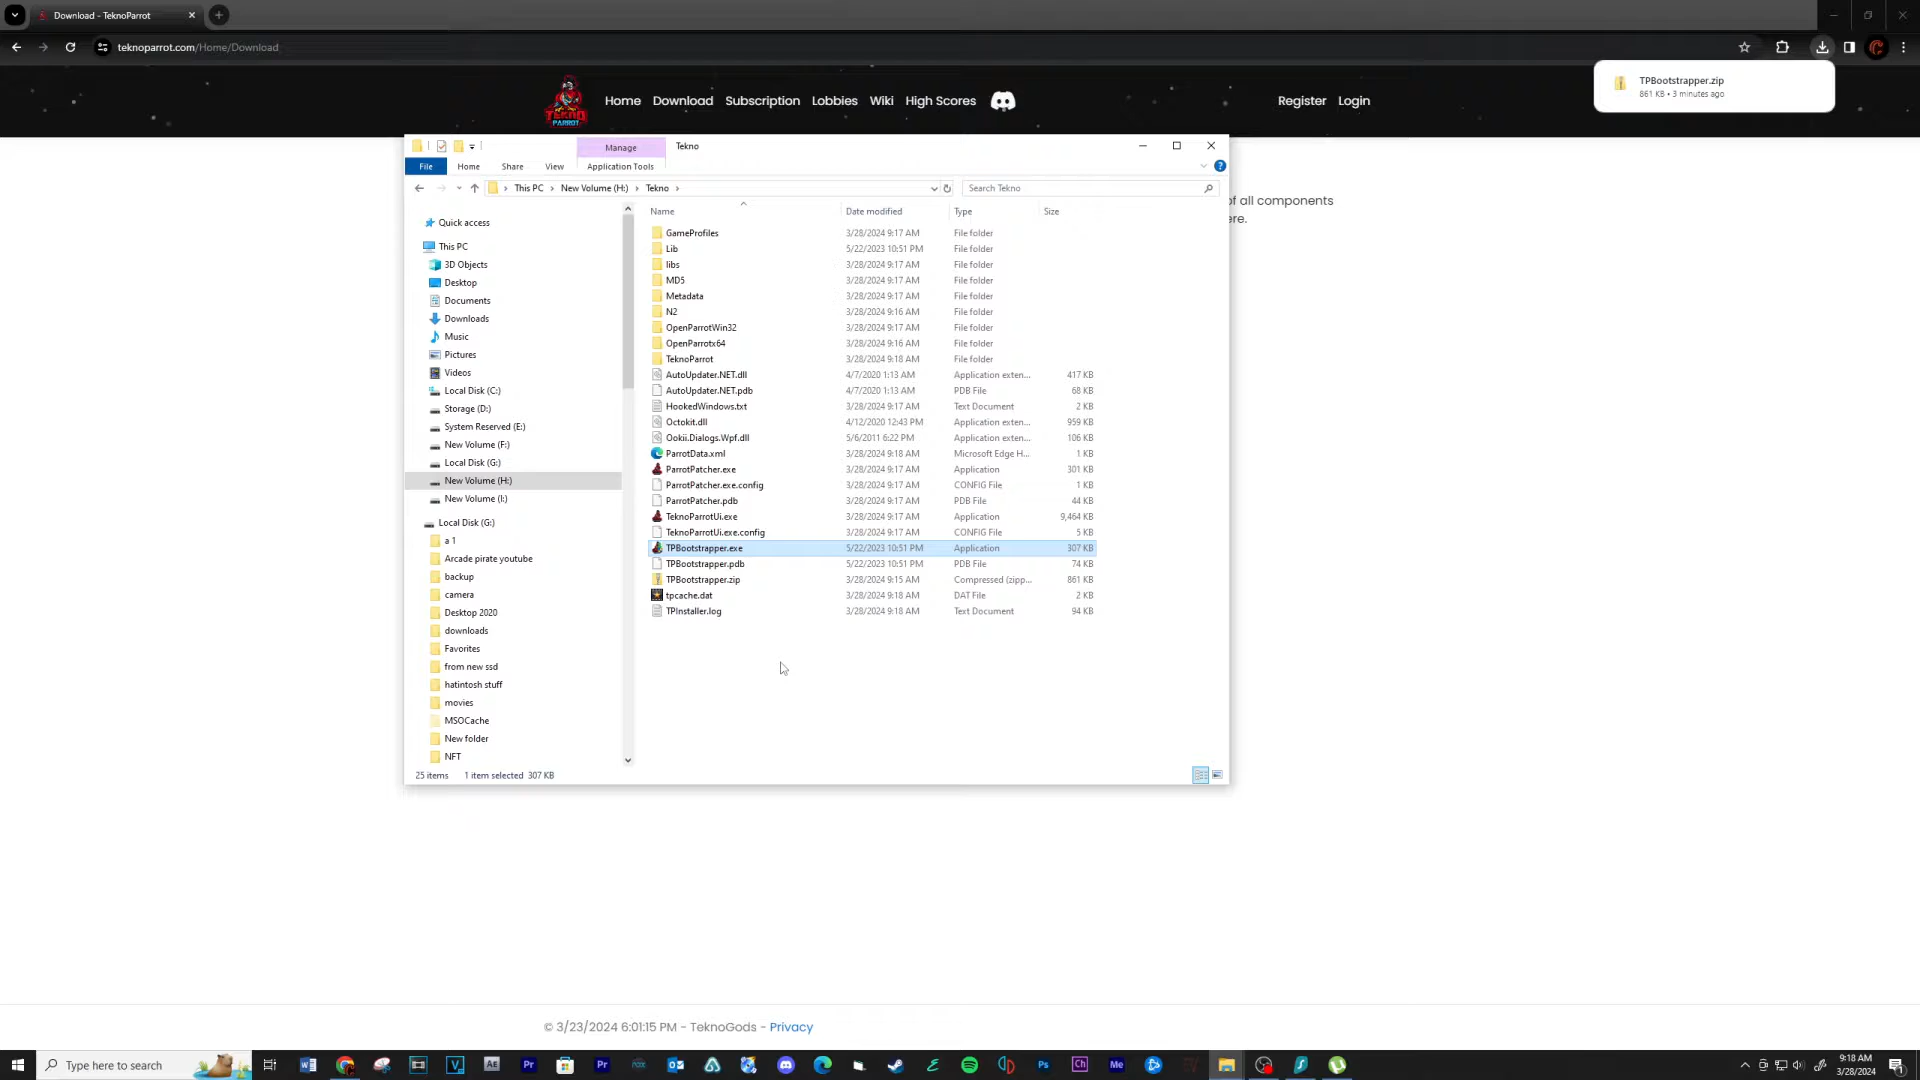 Download - TeknoParrot
teknoparrot.com/Home/Download
TPBootstrapper.zip
861 KB • 3 minutes ago
TEKNO
PARROT
Home Download Subscription Lobbies Wiki High Scores
Register Login
of all components
ere.
Manage
Tekno
File Home Share View Application Tools
This PC > New Volume (H:) > Tekno >
Search Tekno
Name Date modified Type Size
Quick access
This PC
3D Objects
Desktop
Documents
Downloads
Music
Pictures
Videos
Local Disk (C:)
Storage (D:)
System Reserved (E:)
New Volume (F:)
Local Disk (G:)
New Volume (H:)
New Volume (I:)
Local Disk (G:)
a 1
Arcade pirate youtube
backup
camera
Desktop 2020
downloads
Favorites
from new ssd
hatintosh stuff
movies
MSOCache
New folder
NFT
GameProfiles 3/28/2024 9:17 AM File folder
Lib 5/22/2023 10:51 PM File folder
libs 3/28/2024 9:17 AM File folder
MD5 3/28/2024 9:17 AM File folder
Metadata 3/28/2024 9:17 AM File folder
N2 3/28/2024 9:16 AM File folder
OpenParrotWin32 3/28/2024 9:17 AM File folder
OpenParrotx64 3/28/2024 9:16 AM File folder
TeknoParrot 3/28/2024 9:18 AM File folder
AutoUpdater.NET.dll 4/7/2020 1:13 AM Application exten... 417 KB
AutoUpdater.NET.pdb 4/7/2020 1:13 AM PDB File 68 KB
HookedWindows.txt 3/28/2024 9:17 AM Text Document 2 KB
Octokit.dll 4/12/2020 12:43 PM Application exten... 959 KB
Ookii.Dialogs.Wpf.dll 5/6/2011 6:22 PM Application exten... 106 KB
ParrotData.xml 3/28/2024 9:18 AM Microsoft Edge H... 1 KB
ParrotPatcher.exe 3/28/2024 9:17 AM Application 301 KB
ParrotPatcher.exe.config 3/28/2024 9:17 AM CONFIG File 1 KB
ParrotPatcher.pdb 3/28/2024 9:17 AM PDB File 44 KB
TeknoParrotUi.exe 3/28/2024 9:17 AM Application 9,464 KB
TeknoParrotUi.exe.config 3/28/2024 9:17 AM CONFIG File 5 KB
TPBootstrapper.exe 5/22/2023 10:51 PM Application 307 KB
TPBootstrapper.pdb 5/22/2023 10:51 PM PDB File 74 KB
TPBootstrapper.zip 3/28/2024 9:15 AM Compressed (zipp... 861 KB
tpcache.dat 3/28/2024 9:18 AM DAT File 2 KB
TPInstaller.log 3/28/2024 9:18 AM Text Document 94 KB
25 items 1 item selected 307 KB
© 3/23/2024 6:01:15 PM - TeknoGods - Privacy
Type here to search
9:18 AM
3/28/2024